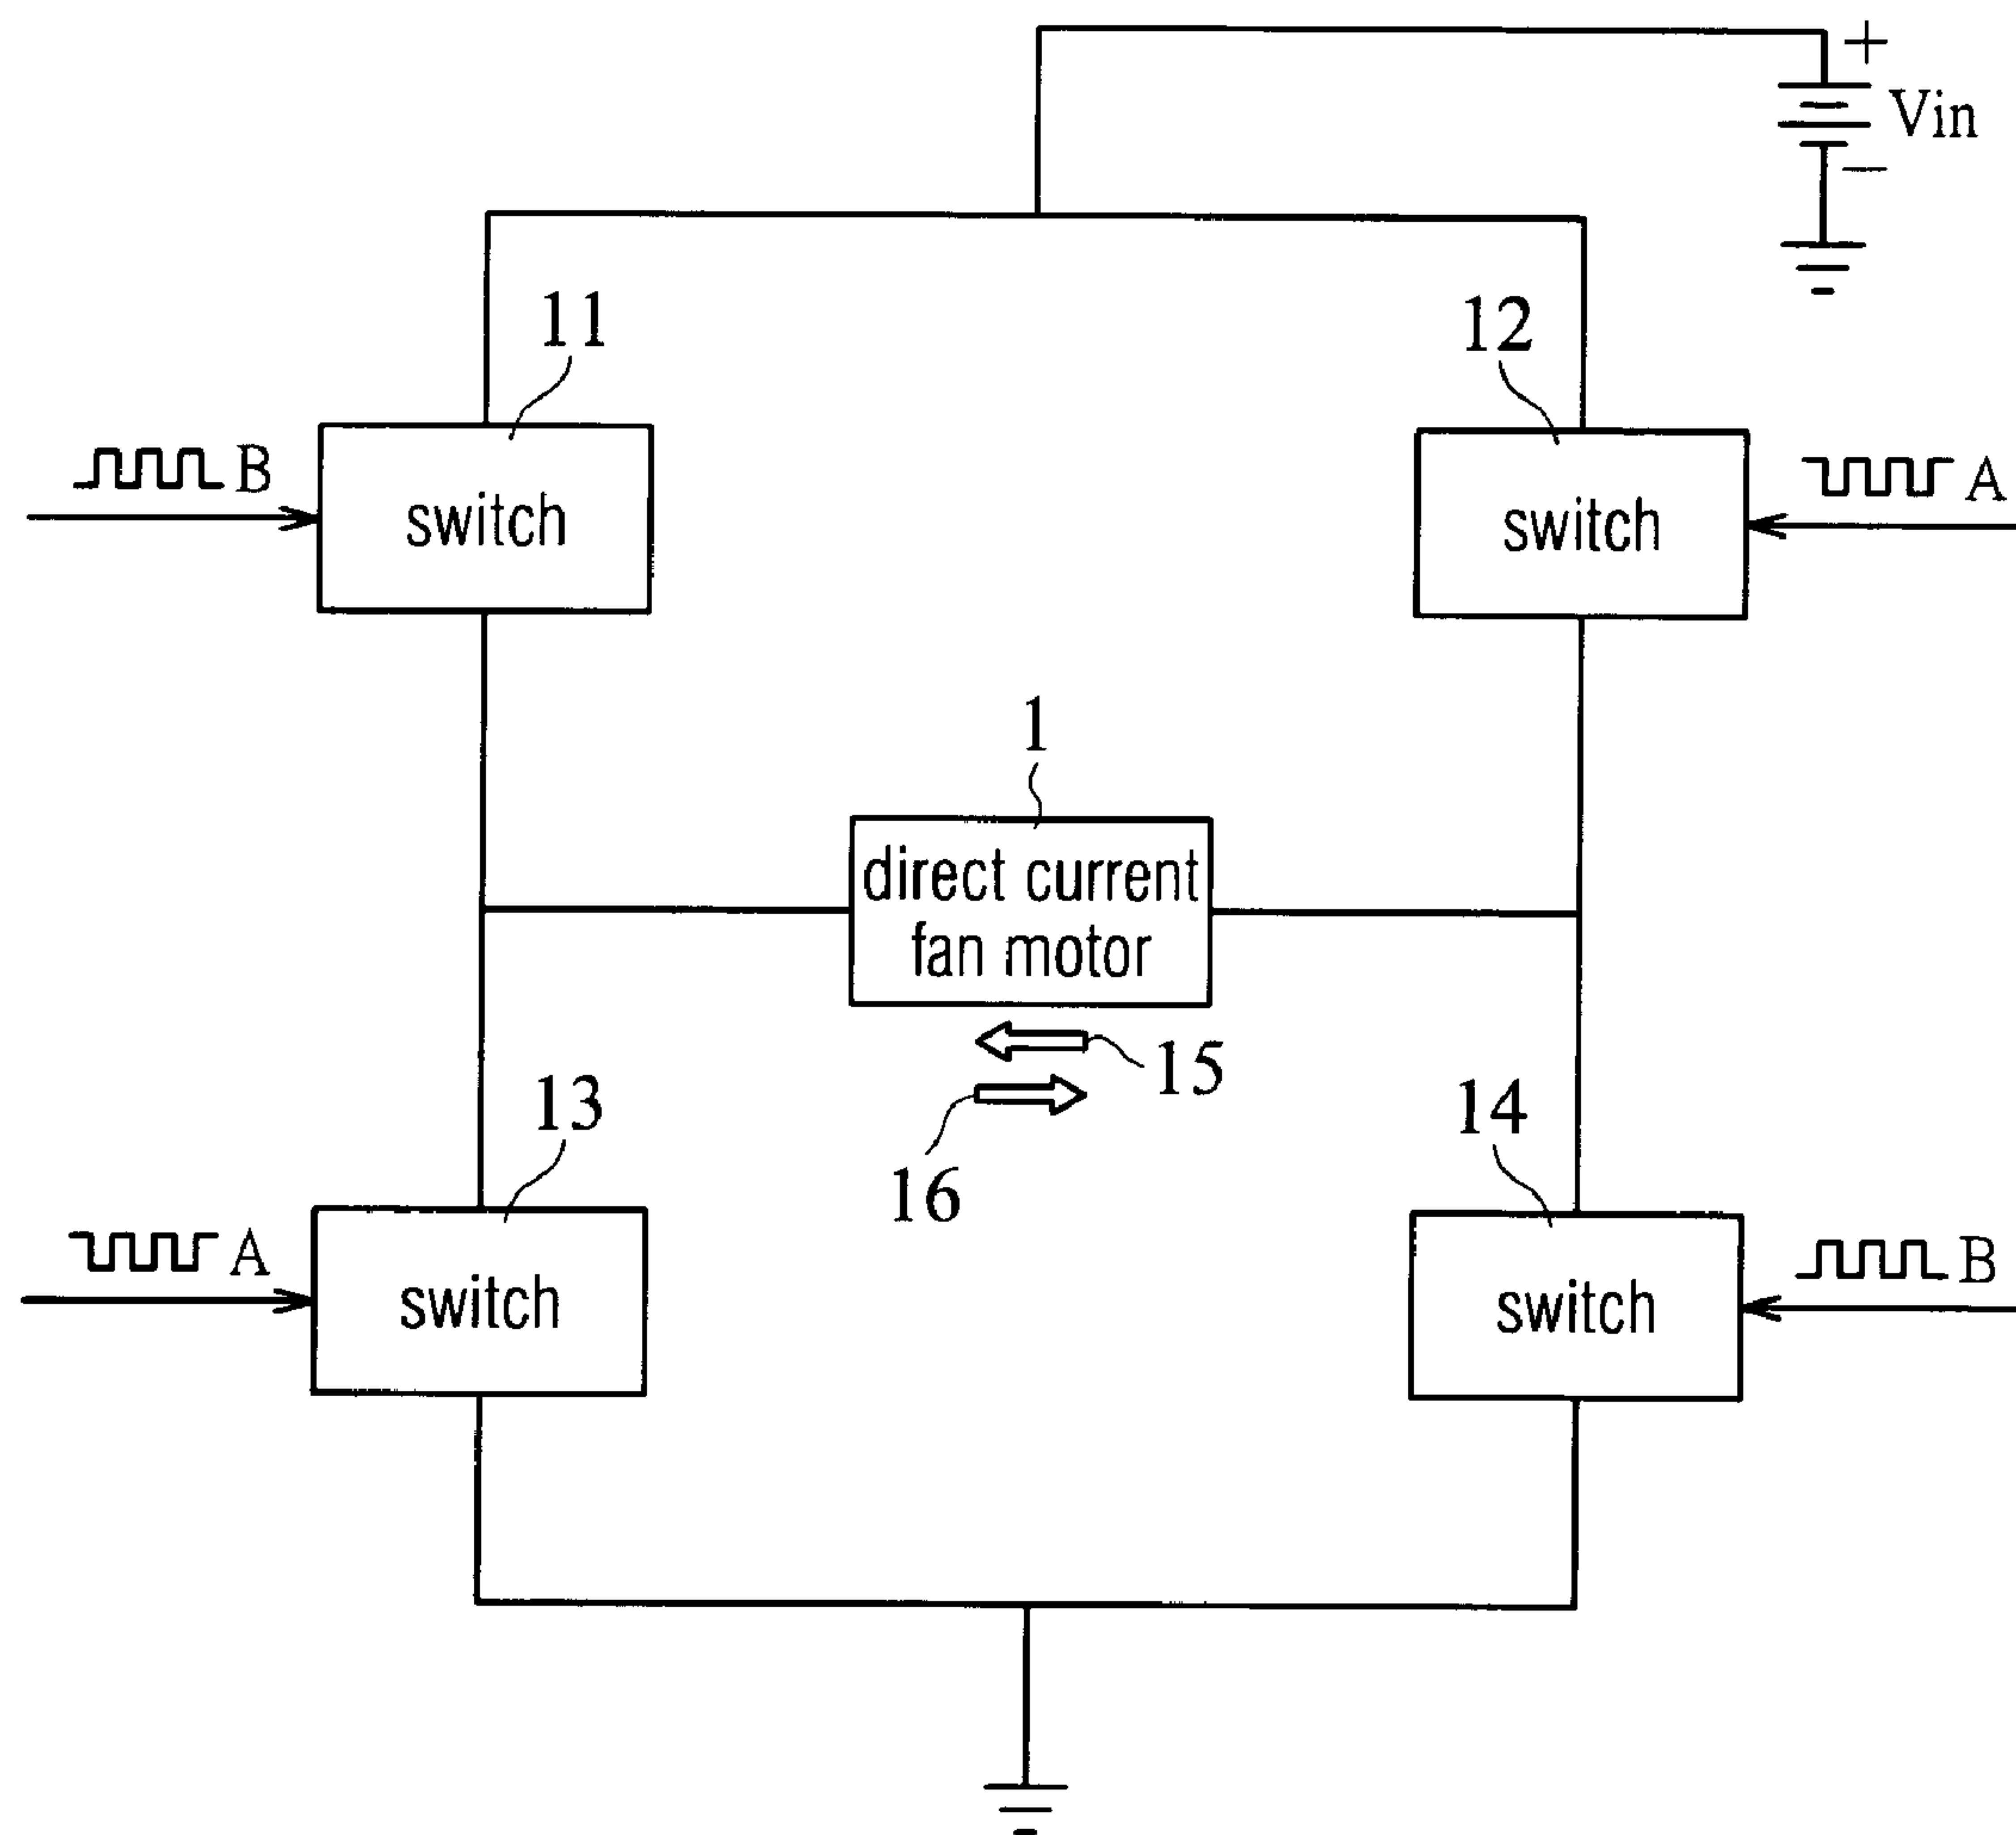 +
Vin
−
11
12
B
switch
switch
A
1
direct current
fan motor
15
13
14
16
A
switch
switch
B